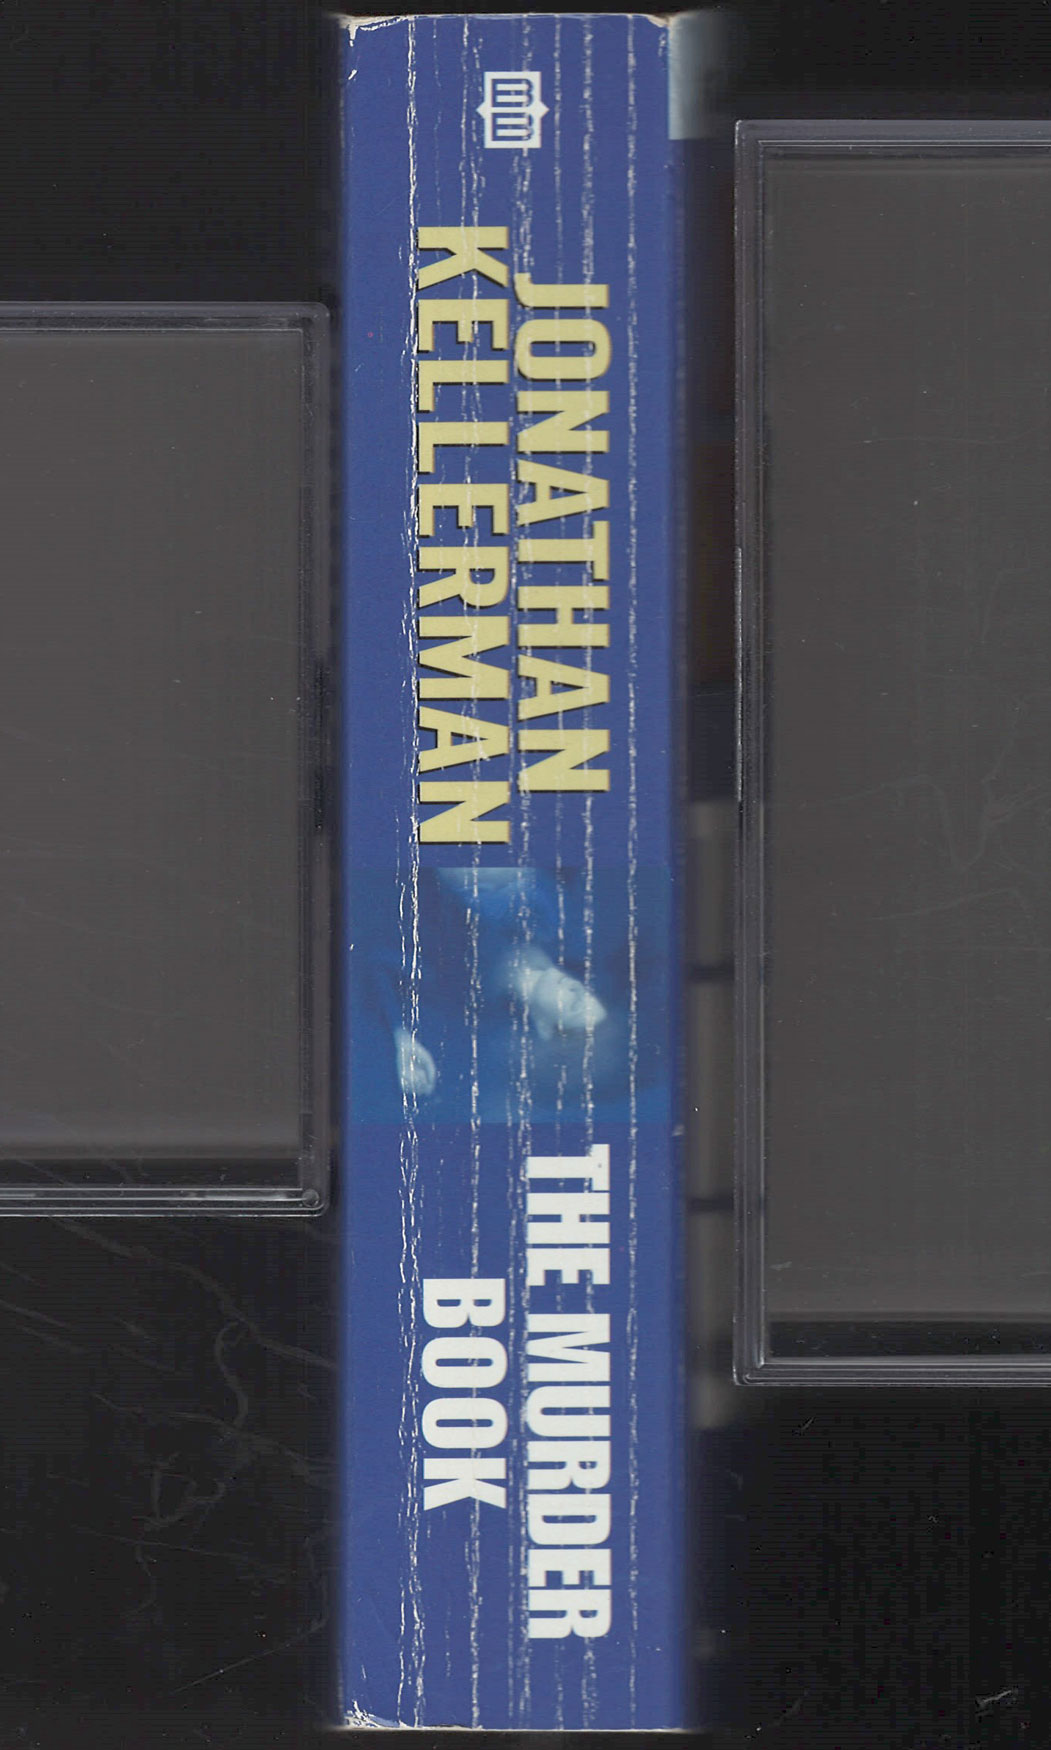 JONATHAN
KELLERMAN
THE MURDER
BOOK